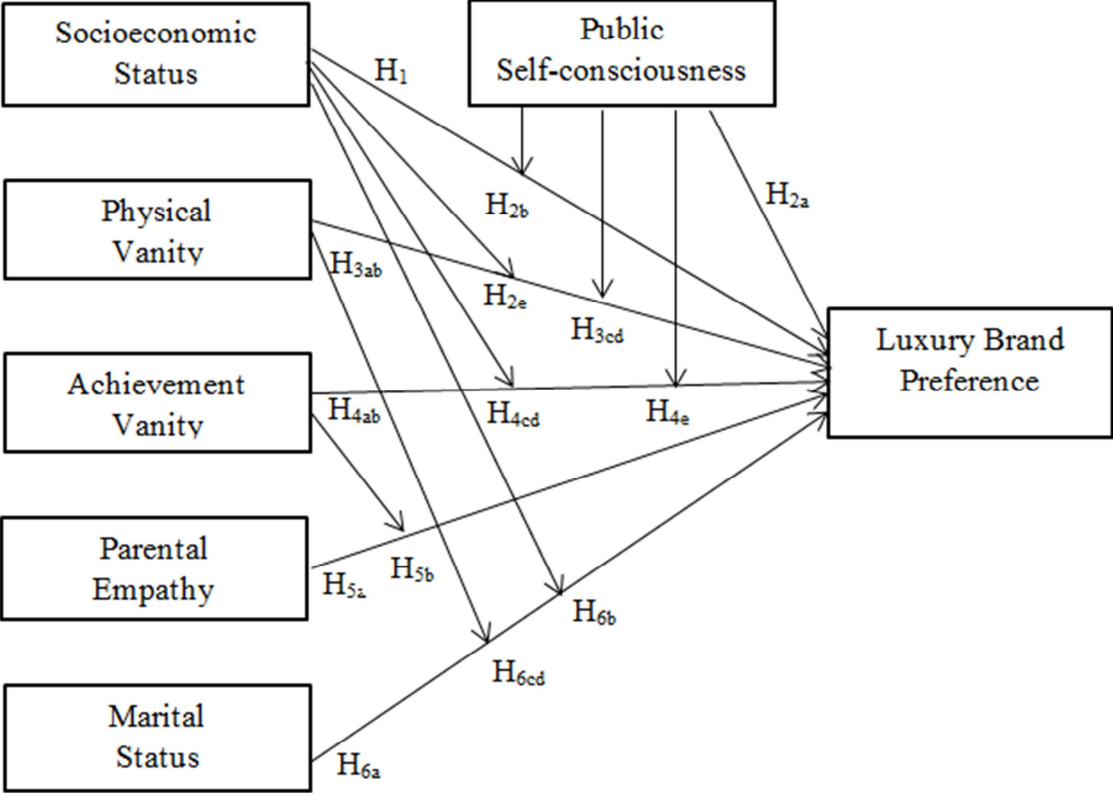 Socioeconomic
Status
Public
Self-consciousness
H1
H2a
H2b
Physical
Vanity
H3ab
H2e
H3cd
Luxury Brand
Preference
Achievement
Vanity
H4ab
H4cd
H4e
Parental
Empathy
H5a
H5b
H6b
H6cd
Marital
Status
H6a